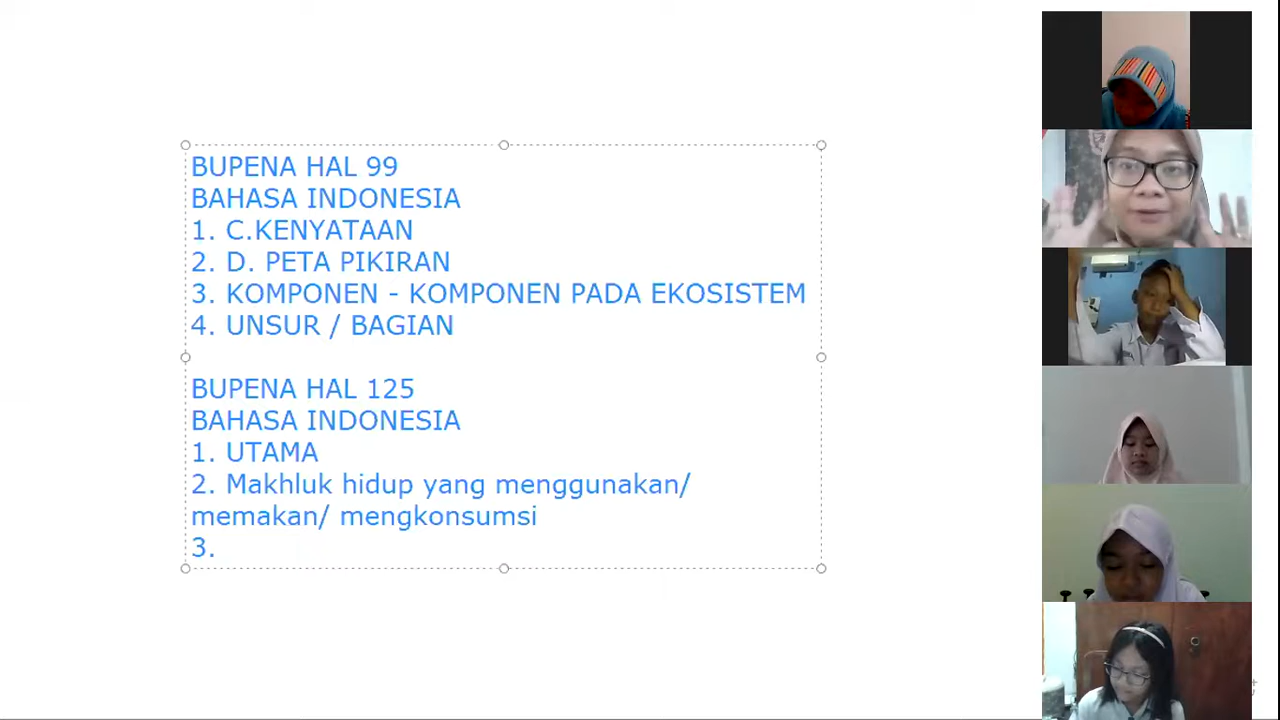 BUPENA HAL 99
BAHASA INDONESIA
1. C.KENYATAAN
2. D. PETA PIKIRAN
3. KOMPONEN - KOMPONEN PADA EKOSISTEM
4. UNSUR / BAGIAN
BUPENA HAL 125
BAHASA INDONESIA
1. UTAMA
2. Makhluk hidup yang menggunakan/
memakan/ mengkonsumsi
3.